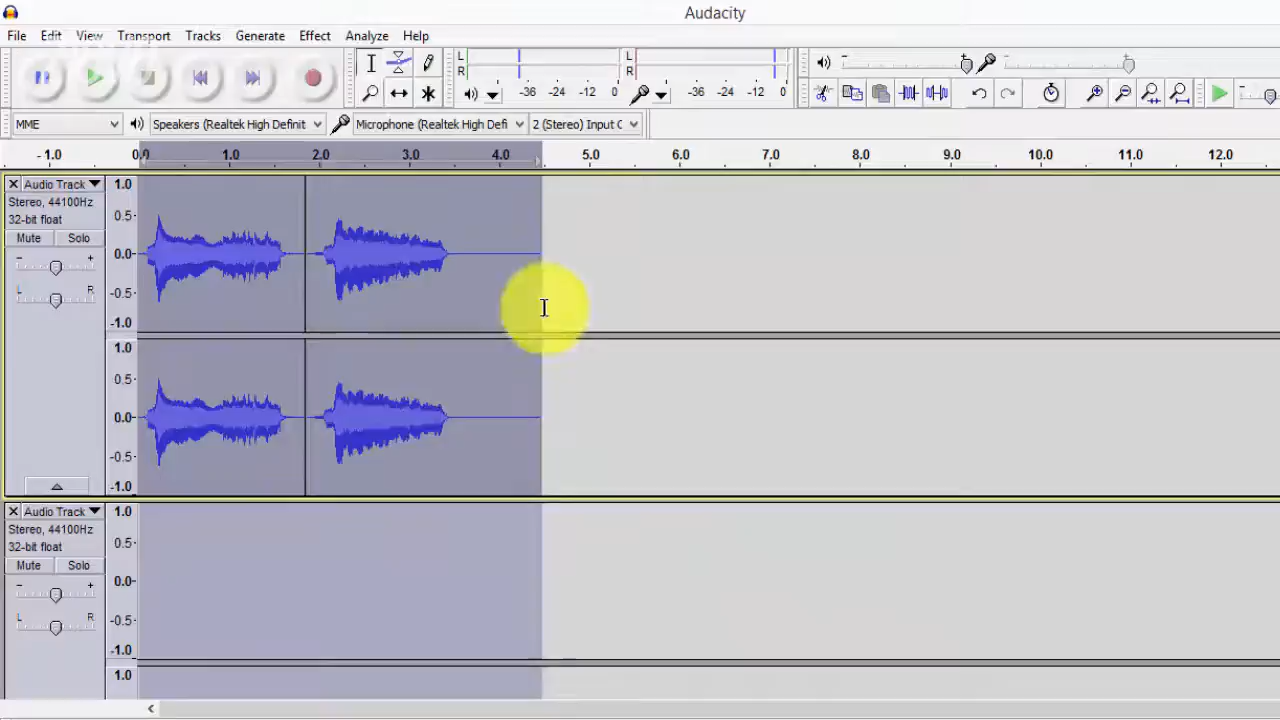 Audacity
File Edit View Transport Tracks Generate Effect Analyze Help
L R -36 -24 -12 0 L R -36 -24 -12 0
MME Speakers (Realtek High Definit Microphone (Realtek High Defi 2 (Stereo) Input C
-1.0 0.0 1.0 2.0 3.0 4.0 5.0 6.0 7.0 8.0 9.0 10.0 11.0 12.0
Audio Track
Stereo, 44100Hz
32-bit float
Mute Solo
- +
L R
1.0
0.5
0.0
-0.5
-1.0
1.0
0.5
0.0
-0.5
-1.0
Audio Track
Stereo, 44100Hz
32-bit float
Mute Solo
- +
L R
1.0
0.5
0.0
-0.5
-1.0
1.0